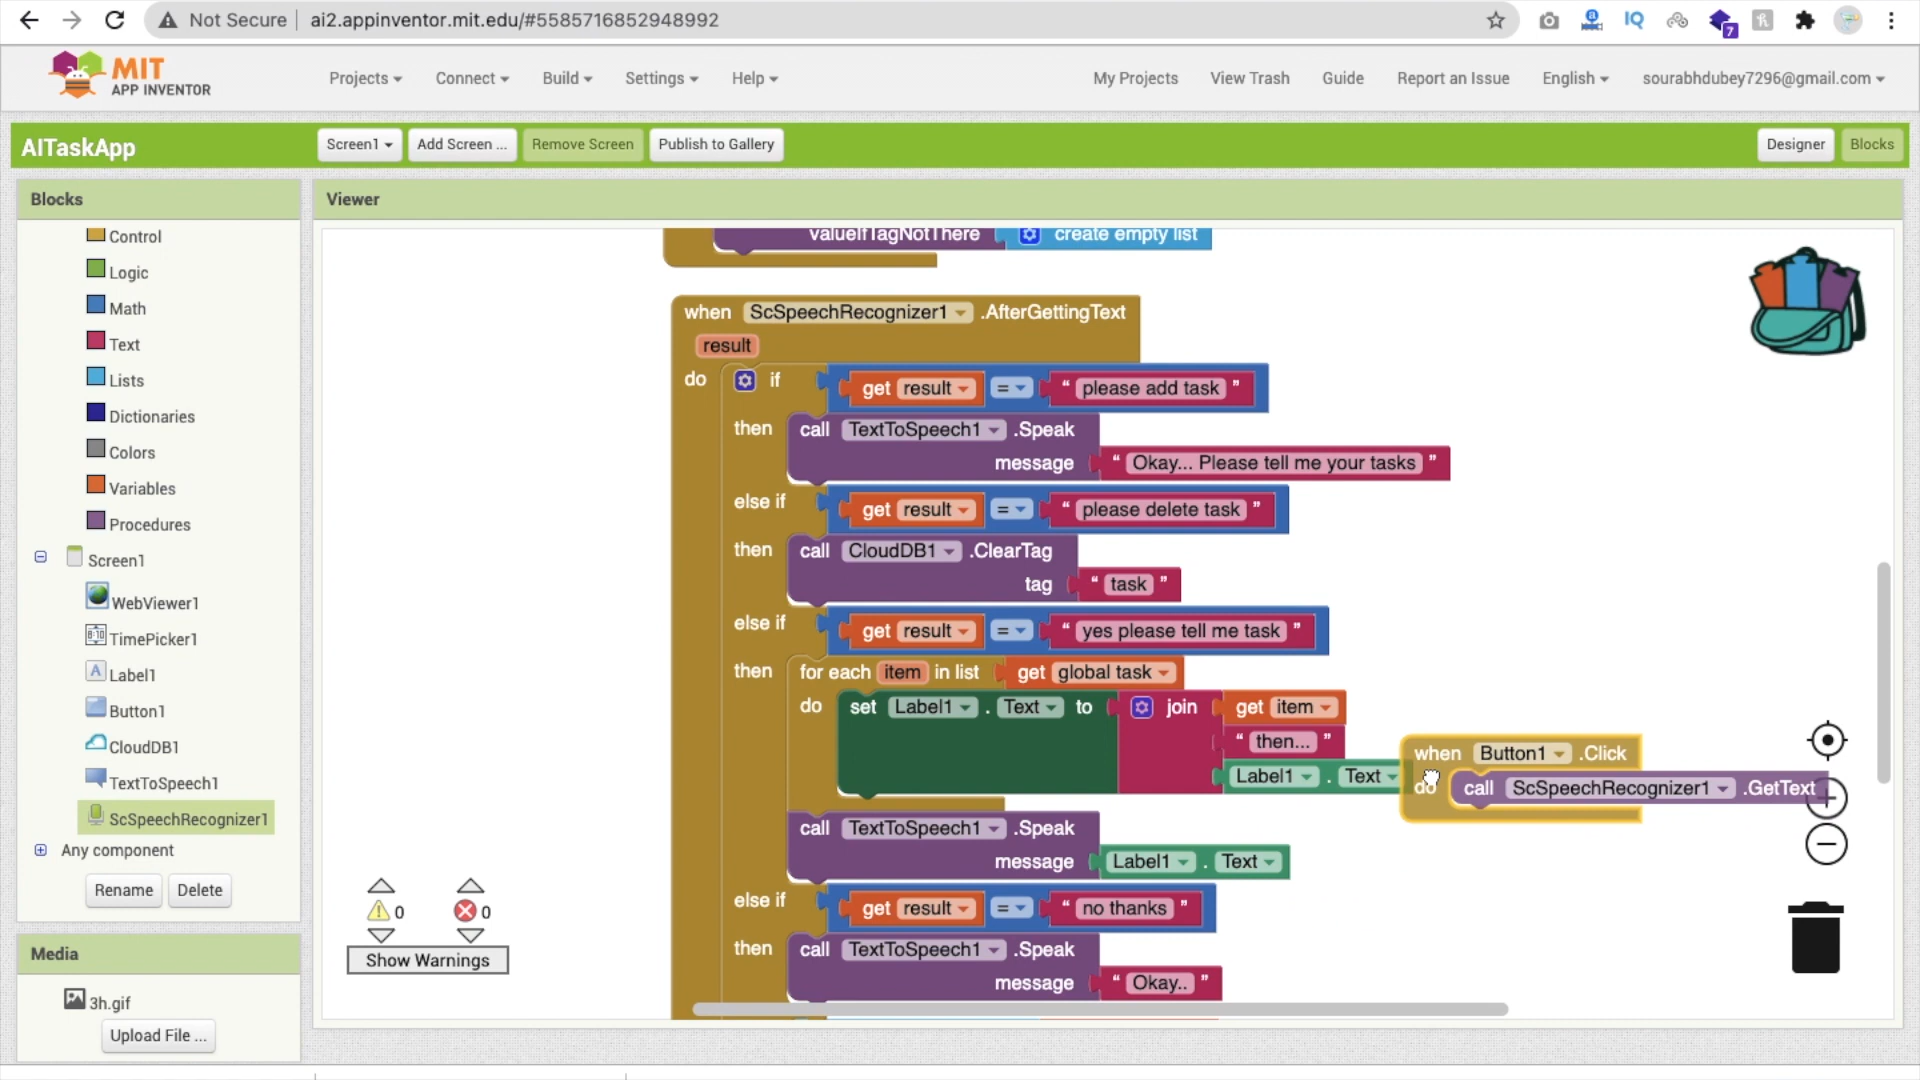 Not Secure
ai2.appinventor.mit.edu/#5585716852948992
a
IQ
7
MIT
APP INVENTOR
Projects
Connect
Build
Settings
Help
My Projects
View Trash
Guide
Report an Issue
English
sourabhdubey7296@gmail.com
AITaskApp
Screen1
Add Screen ...
Remove Screen
Publish to Gallery
Designer
Blocks
Blocks
Control
Logic
Math
Text
Lists
Dictionaries
Colors
Variables
Procedures
Screen1
WebViewer1
TimePicker1
A Label1
Button1
CloudDB1
TextToSpeech1
ScSpeechRecognizer1
Any component
Rename
Delete
Media
3h.gif
Upload File ...
Viewer
valueIfTagNotThere create empty list
when ScSpeechRecognizer1 .AfterGettingText
result
do if get result = “ please add task ”
then call TextToSpeech1 .Speak
message “ Okay... Please tell me your tasks ”
else if get result = “ please delete task ”
then call CloudDB1 .ClearTag
tag “ task ”
else if get result = “ yes please tell me task ”
then for each item in list get global task
do set Label1 . Text to join get item
“ then... ”
Label1 . Text
call TextToSpeech1 .Speak
message Label1 . Text
else if get result = “ no thanks ”
then call TextToSpeech1 .Speak
message “ Okay.. ”
when Button1 .Click
do call ScSpeechRecognizer1 .GetText
0
0
Show Warnings